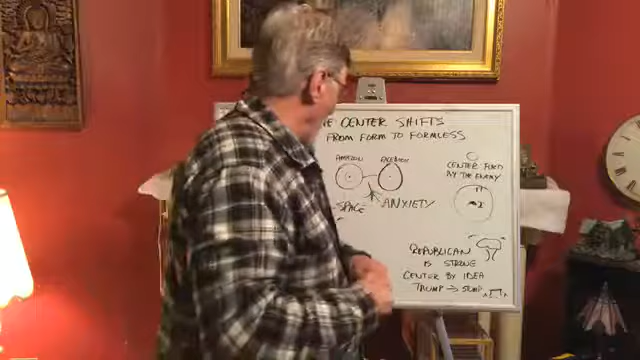 CENTER SHIFTS
FROM FORM TO FORMLESS
AMAZON FACEBOOK
SPACE ANXIETY
CENTER FIXED
BY THE ENEMY
REPUBLICAN
IS STRONG
CENTER BY IDEA
TRUMP →